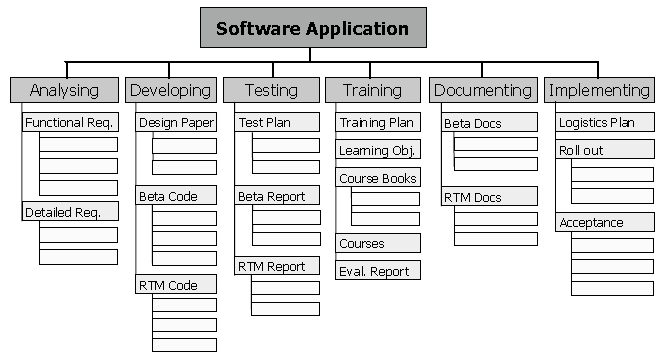 Software Application
Analysing
Developing
Testing
Training
Documenting
Implementing
Functional Req.
Detailed Req.
Design Paper
Beta Code
RTM Code
Test Plan
Beta Report
RTM Report
Training Plan
Learning Obj.
Course Books
Courses
Eval. Report
Beta Docs
RTM Docs
Logistics Plan
Roll out
Acceptance